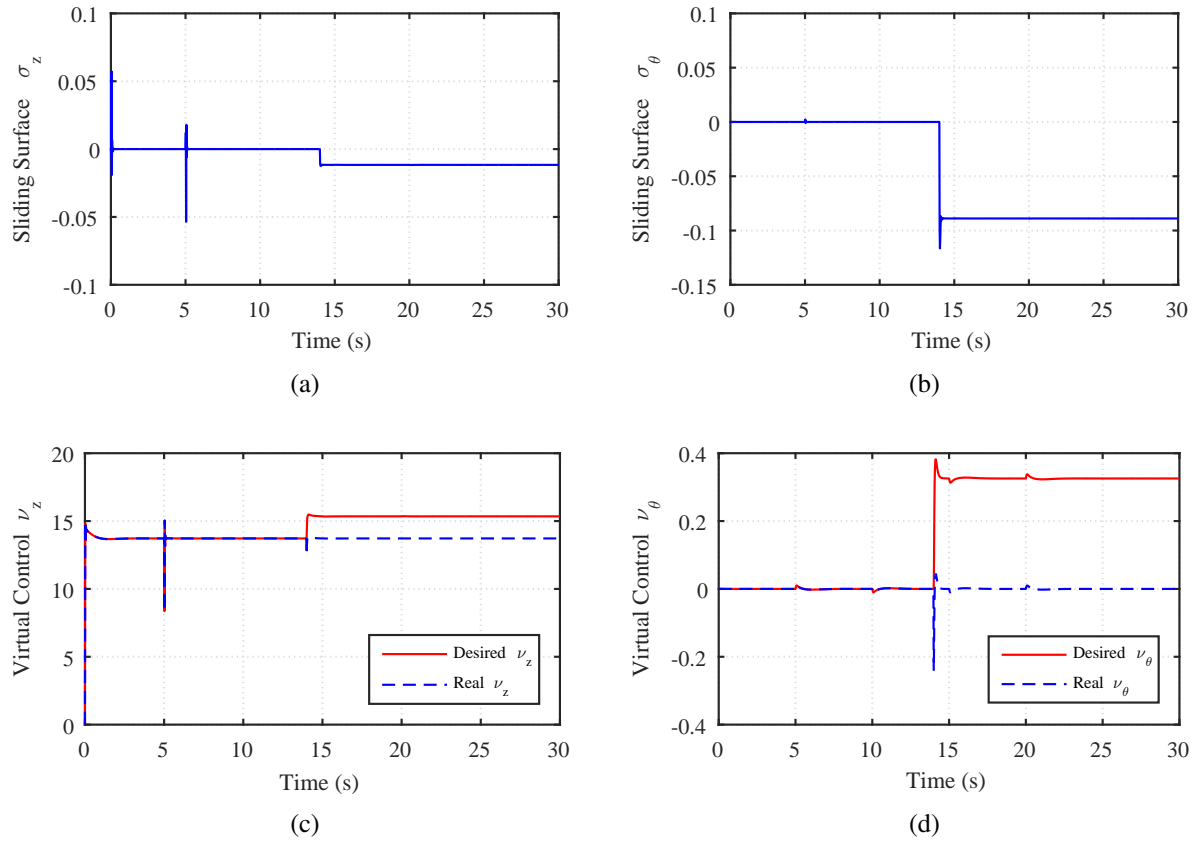 0.1
0.05
0
-0.05
-0.1
Sliding Surface σz
0 5 10 15 20 25 30
Time (s)
(a)
0.1
0.05
0
-0.05
-0.1
-0.15
Sliding Surface σθ
0 5 10 15 20 25 30
Time (s)
(b)
20
15
10
5
0
Virtual Control νz
Desired νz
Real νz
0 5 10 15 20 25 30
Time (s)
(c)
0.4
0.2
0
-0.2
-0.4
Virtual Control νθ
Desired νθ
Real νθ
0 5 10 15 20 25 30
Time (s)
(d)